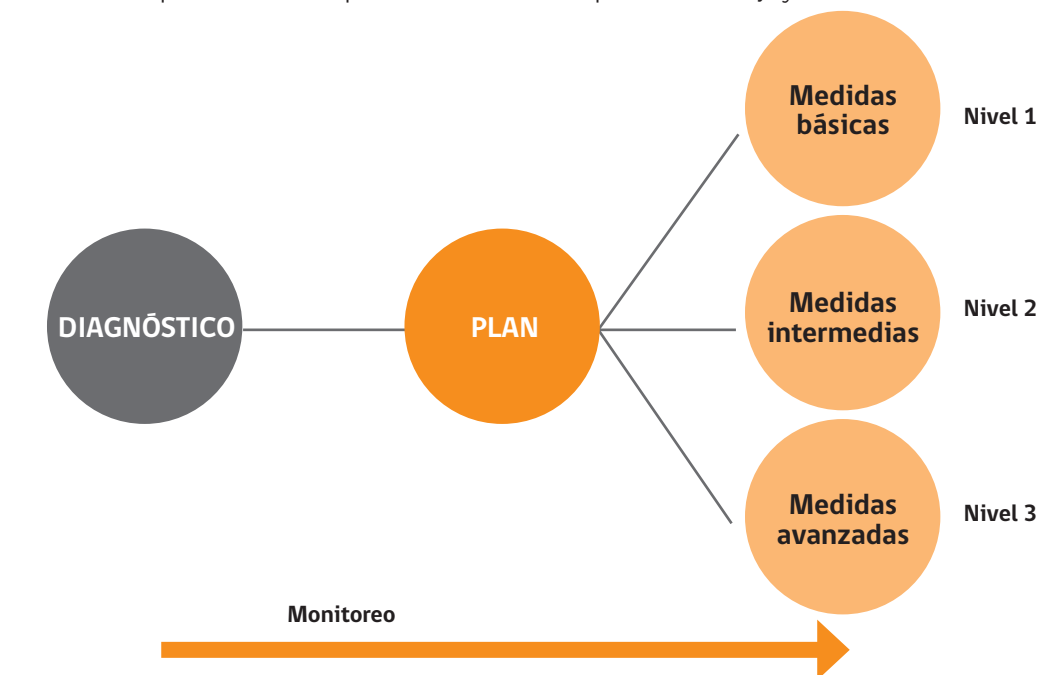 Medidas
básicas
Nivel 1
DIAGNÓSTICO
PLAN
Medidas
intermedias
Nivel 2
Medidas
avanzadas
Nivel 3
Monitoreo